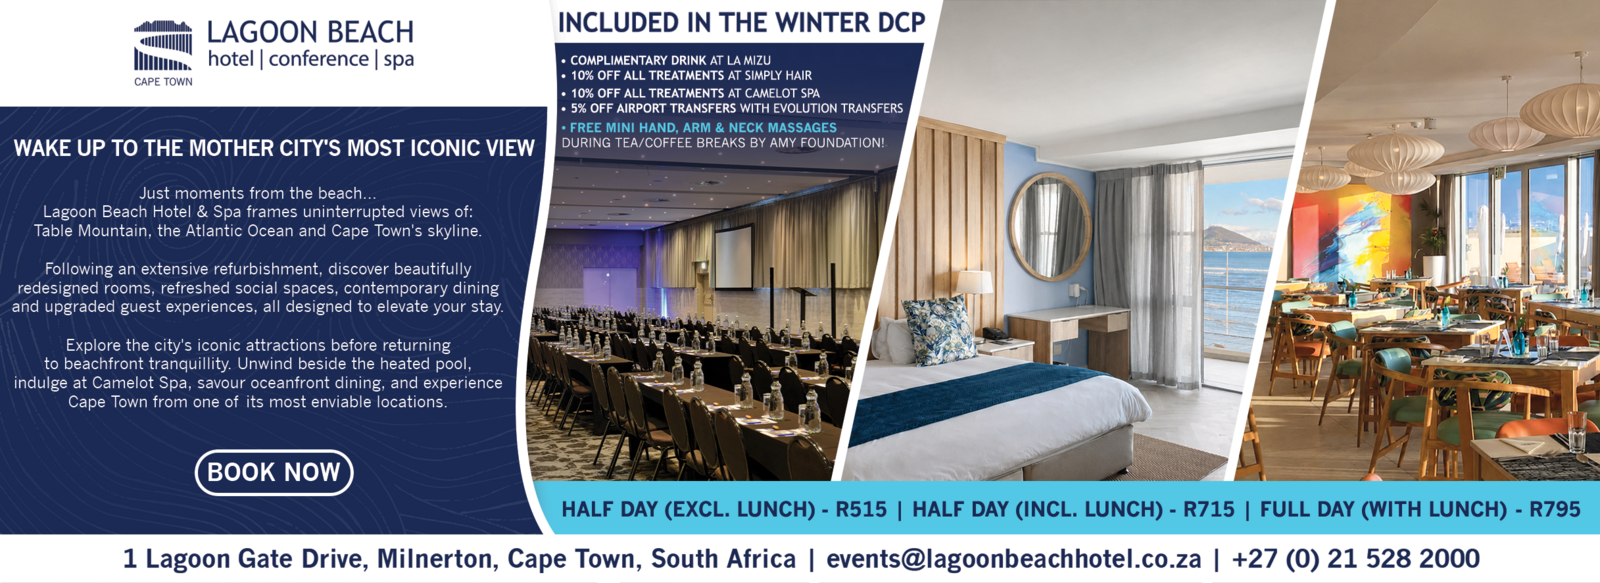 LAGOON BEACH
hotel | conference | spa
CAPE TOWN
WAKE UP TO THE MOTHER CITY'S MOST ICONIC VIEW
Just moments from the beach...
Lagoon Beach Hotel & Spa frames uninterrupted views of:
Table Mountain, the Atlantic Ocean and Cape Town's skyline.
Following an extensive refurbishment, discover beautifully
redesigned rooms, refreshed social spaces, contemporary dining
and upgraded guest experiences, all designed to elevate your stay.
Explore the city's iconic attractions before returning
to beachfront tranquillity. Unwind beside the heated pool,
indulge at Camelot Spa, savour oceanfront dining, and experience
Cape Town from one of its most enviable locations.
BOOK NOW
INCLUDED IN THE WINTER DCP
• COMPLIMENTARY DRINK AT LA MIZU
• 10% OFF ALL TREATMENTS AT SIMPLY HAIR
• 10% OFF ALL TREATMENTS AT CAMELOT SPA
• 5% OFF AIRPORT TRANSFERS WITH EVOLUTION TRANSFERS
• FREE MINI HAND, ARM & NECK MASSAGES
DURING TEA/COFFEE BREAKS BY AMY FOUNDATION!
HALF DAY (EXCL. LUNCH) - R515 | HALF DAY (INCL. LUNCH) - R715 | FULL DAY (WITH LUNCH) - R795
1 Lagoon Gate Drive, Milnerton, Cape Town, South Africa | events@lagoonbeachhotel.co.za | +27 (0) 21 528 2000